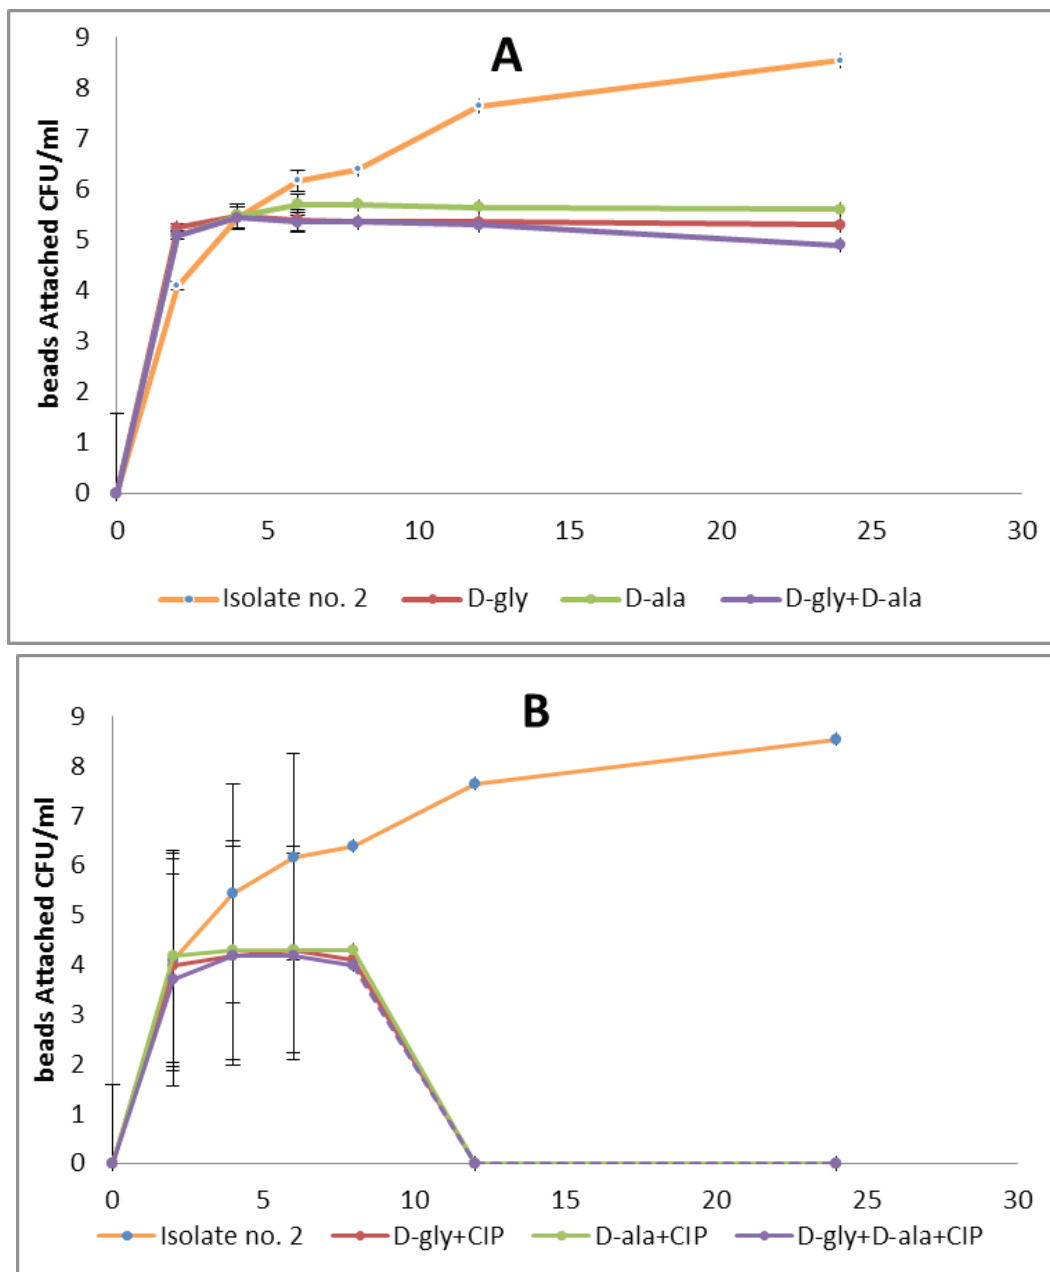 A
beads Attached CFU/ml
9
8
7
6
5
4
3
2
1
0
0 5 10 15 20 25 30
Isolate no. 2 D-gly D-ala D-gly+D-ala
B
beads Attached CFU/ml
9
8
7
6
5
4
3
2
1
0
0 5 10 15 20 25 30
Isolate no. 2 D-gly+CIP D-ala+CIP D-gly+D-ala+CIP